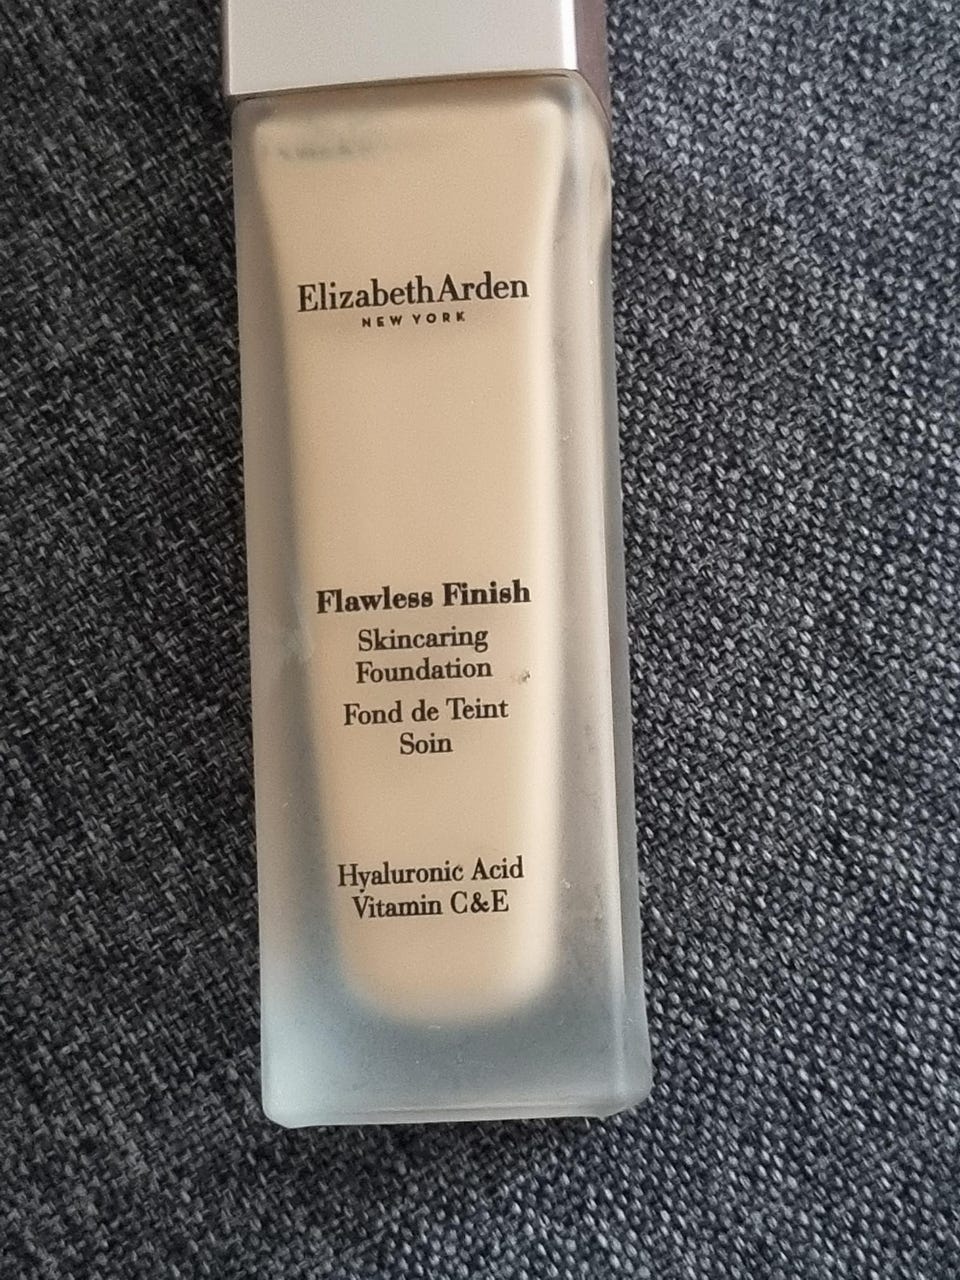 ElizabethArden
NEW YORK
Flawless Finish
Skincaring
Foundation
Fond de Teint
Soin
Hyaluronic Acid
Vitamin C&E